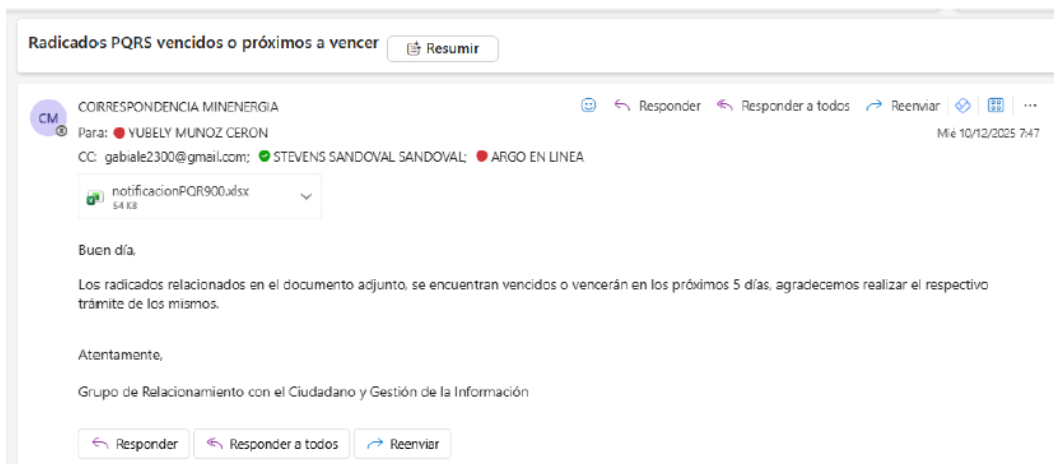 Radicados PQRS vencidos o próximos a vencer Resumir
CM
CORRESPONDENCIA MINENERGIA
Responder Responder a todos Reenviar
Para: YUBELY MUNOZ CERON
Mié 10/12/2025 7:47
CC: gabiale2300@gmail.com; STEVENS SANDOVAL SANDOVAL; ARGO EN LINEA
notificacionPQR900.xlsx
54 KB
Buen día,
Los radicados relacionados en el documento adjunto, se encuentran vencidos o vencerán en los próximos 5 días, agradecemos realizar el respectivo
trámite de los mismos.
Atentamente,
Grupo de Relacionamiento con el Ciudadano y Gestión de la Información
Responder Responder a todos Reenviar